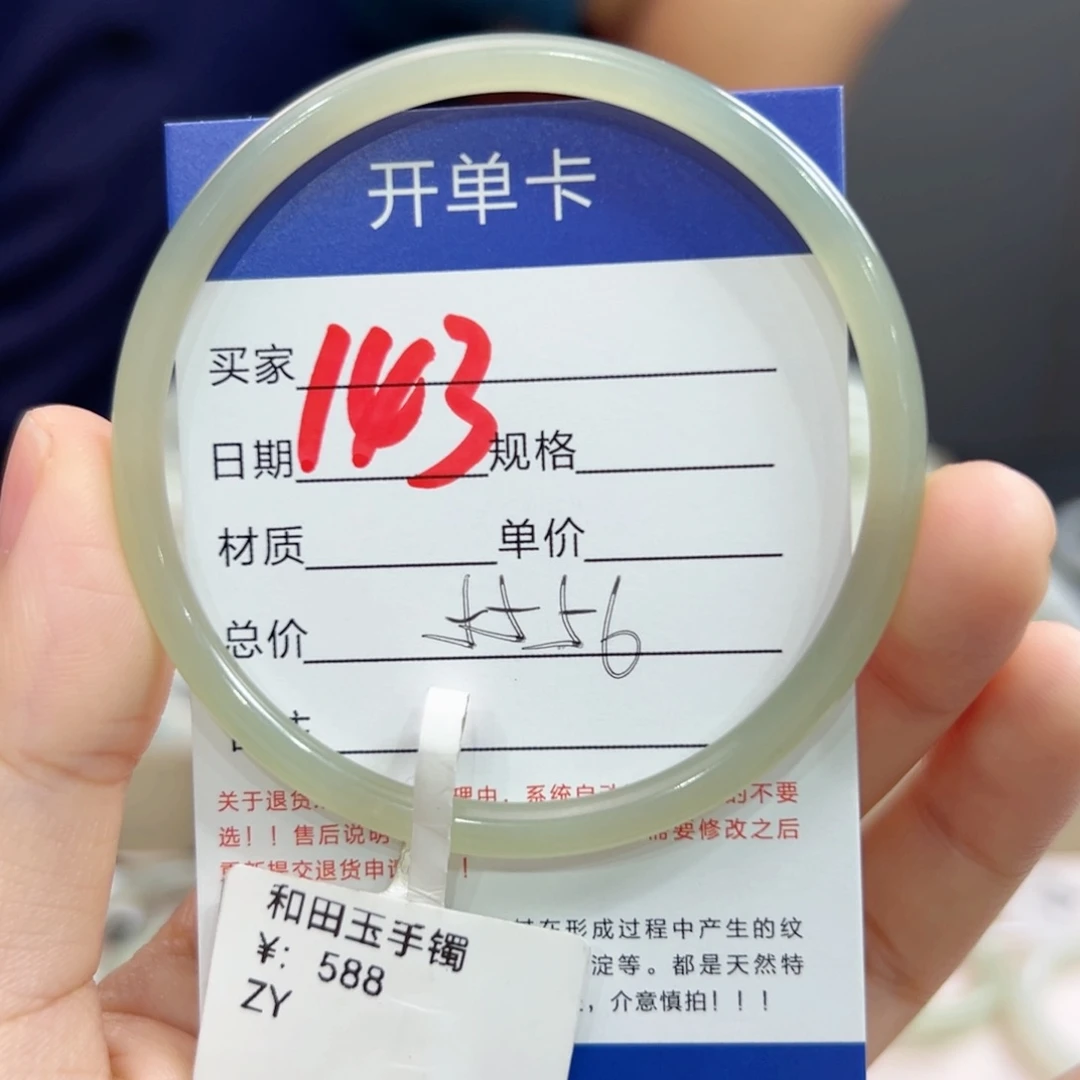 开单卡
买家 143
日期 规格
材质 单价
总价 5556
关于退货 理由，系统自动 的不要
选！！售后说明 需要修改之后
重新提交退货申请 ！
在形成过程中产生的纹
淀等。都是天然特
，介意慎拍！！！
和田玉手镯
¥: 588
ZY